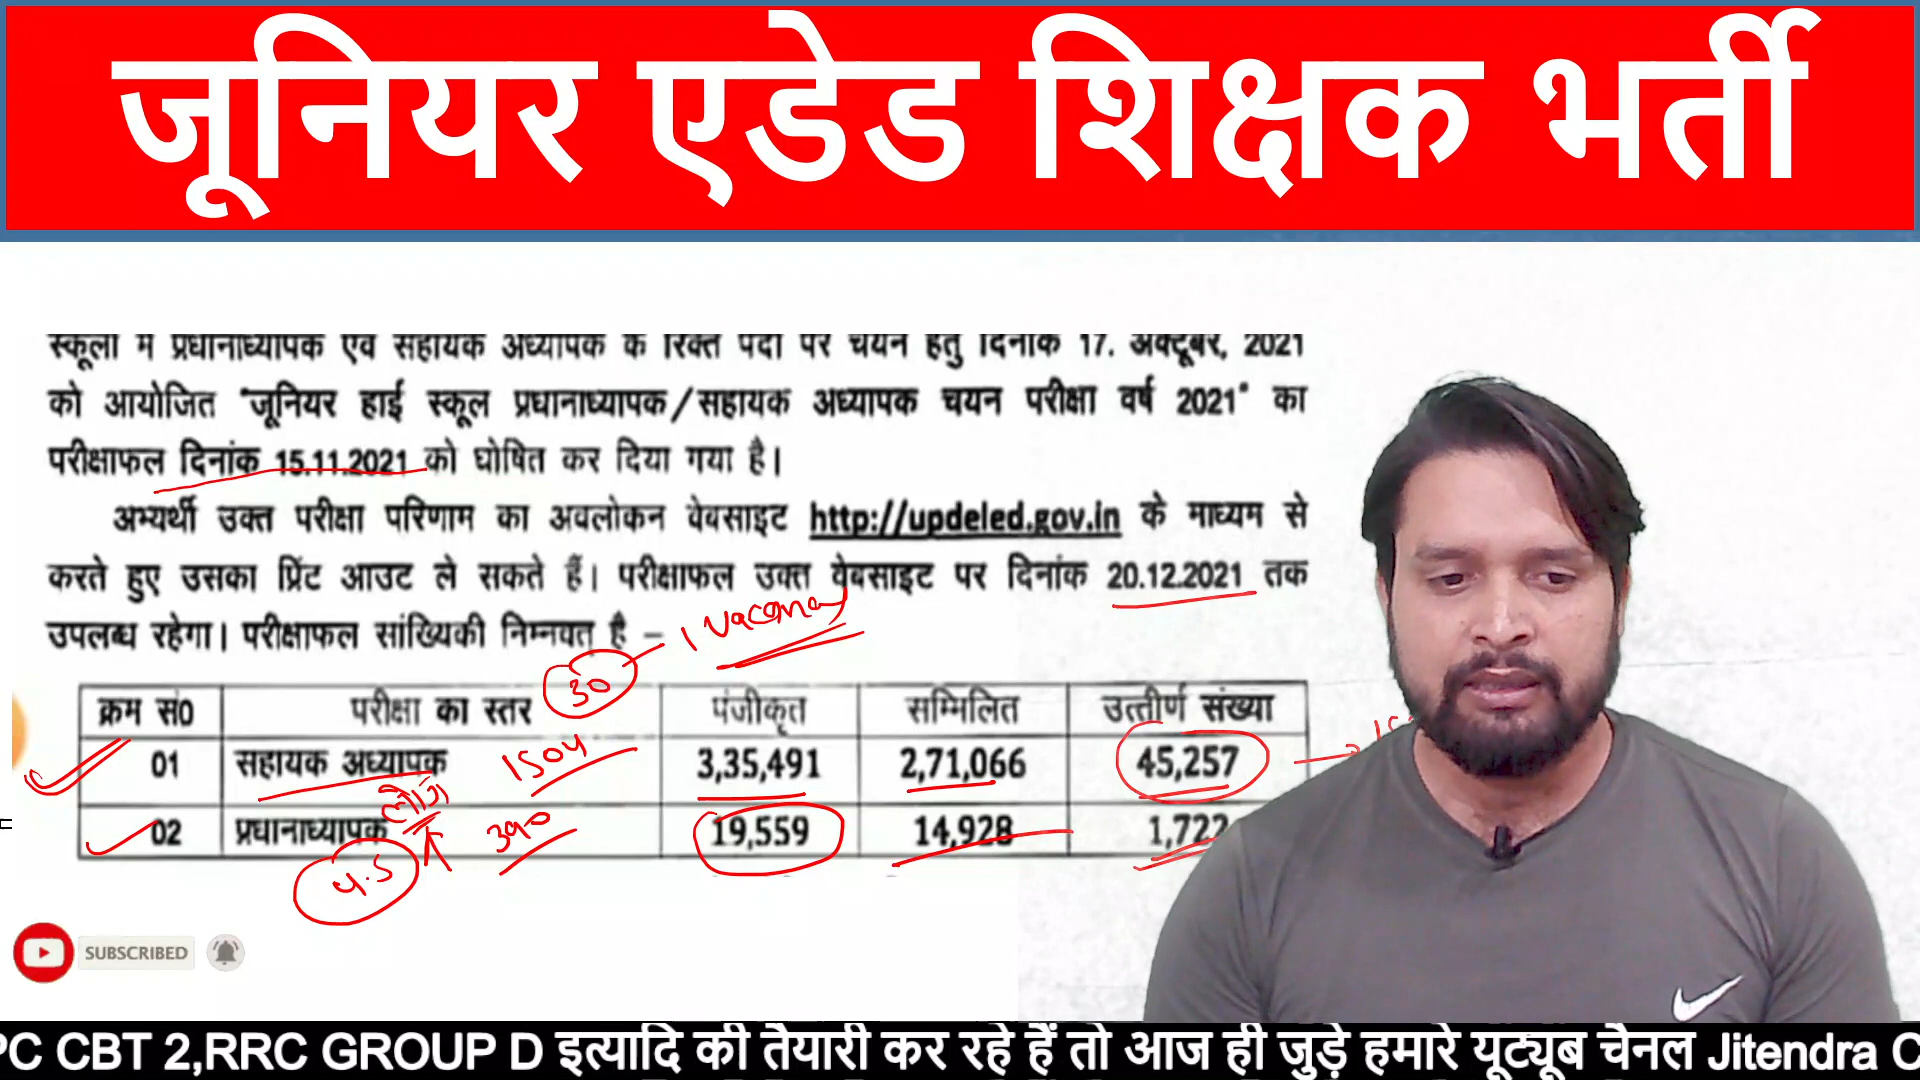 जूनियर एडेड शिक्षक भर्ती
स्कूलों में प्रधानाध्यापक एवं सहायक अध्यापक के रिक्त पदों पर चयन हेतु दिनांक 17. अक्टूबर, 2021
को आयोजित "जूनियर हाई स्कूल प्रधानाध्यापक/सहायक अध्यापक चयन परीक्षा वर्ष 2021" का
परीक्षाफल दिनांक 15.11.2021 को घोषित कर दिया गया है।
अभ्यर्थी उक्त परीक्षा परिणाम का अवलोकन वेबसाइट http://updeled.gov.in के माध्यम से
करते हुए उसका प्रिंट आउट ले सकते हैं। परीक्षाफल उक्त वेबसाइट पर दिनांक 20.12.2021 तक
उपलब्ध रहेगा। परीक्षाफल सांख्यिकी निम्नवत है –
1 vacancy
30
क्रम सं0 परीक्षा का स्तर पंजीकृत सम्मिलित उत्तीर्ण संख्या
01 सहायक अध्यापक 1504 3,35,491 2,71,066 45,257
लोग
02 प्रधानाध्यापक 390 19,559 14,928 1,722
4.5
SUBSCRIBED
PC CBT 2,RRC GROUP D इत्यादि की तैयारी कर रहे हैं तो आज ही जुड़े हमारे यूट्यूब चैनल Jitendra C